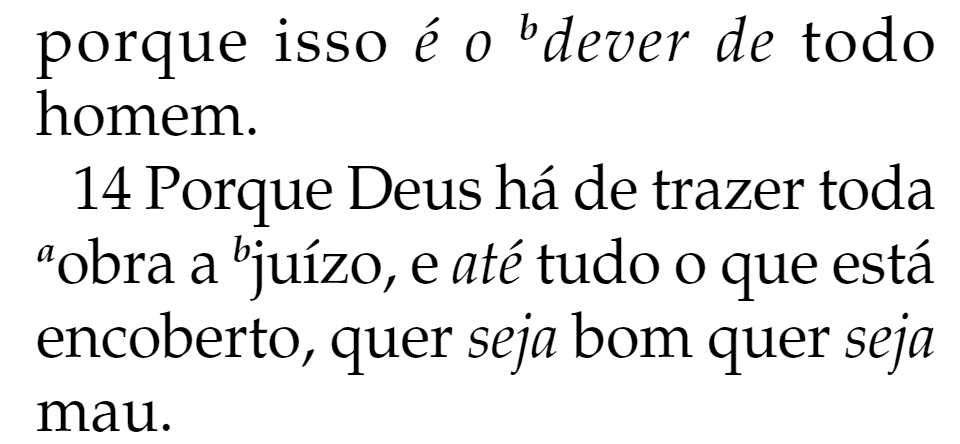 porque isso é o ᵇdever de todo
homem.
14 Porque Deus há de trazer toda
ᵃobra a ᵇjuízo, e até tudo o que está
encoberto, quer seja bom quer seja
mau.